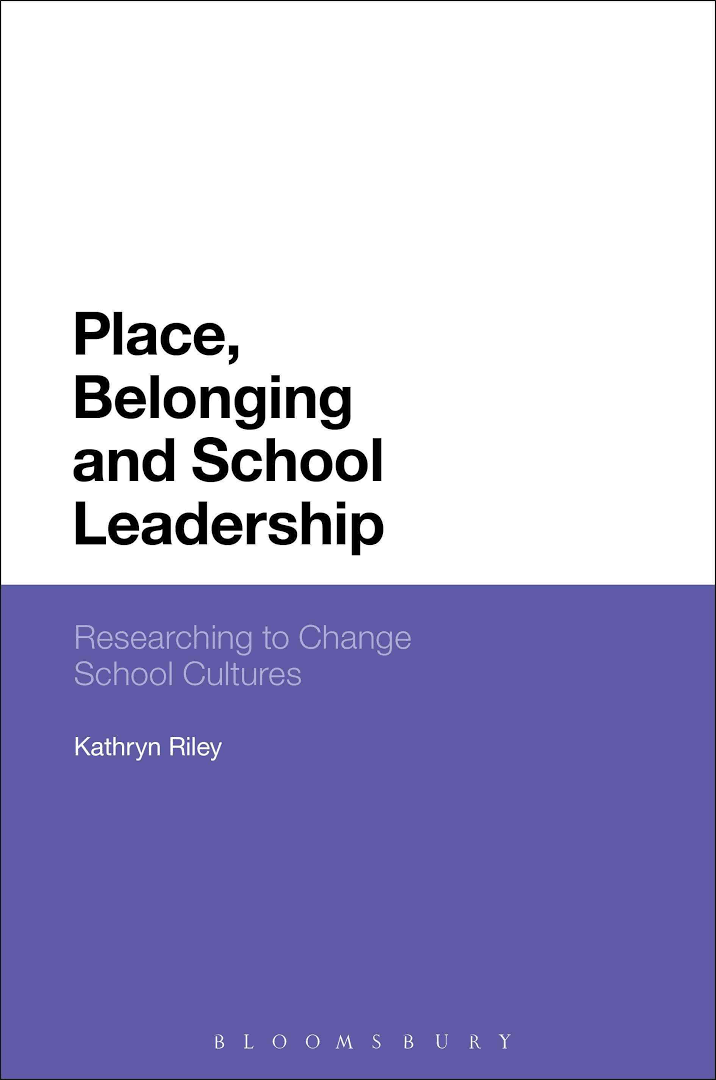 Place,
Belonging
and School
Leadership
Researching to Change
School Cultures
Kathryn Riley
BLOOMSBURY